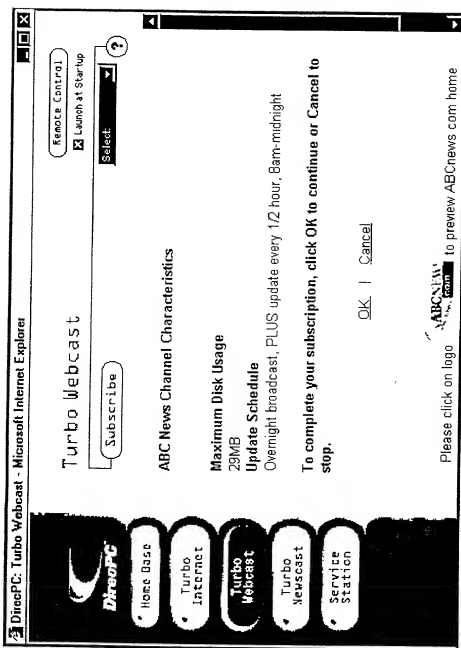 DirecPC: Turbo Webcast - Microsoft Internet Explorer
DirecPC
Home Base
Turbo
Internet
Turbo
Webcast
Turbo
Newscast
Service
Station
Turbo Webcast
Remote Control
Launch at Startup
Subscribe
Select:
?
ABC News Channel Characteristics
Maximum Disk Usage
29MB
Update Schedule
Overnight broadcast, PLUS update every 1/2 hour, 8am-midnight
To complete your subscription, click OK to continue or Cancel to
stop.
OK | Cancel
Please click on logo ABCNEWS.com to preview ABCnews com home